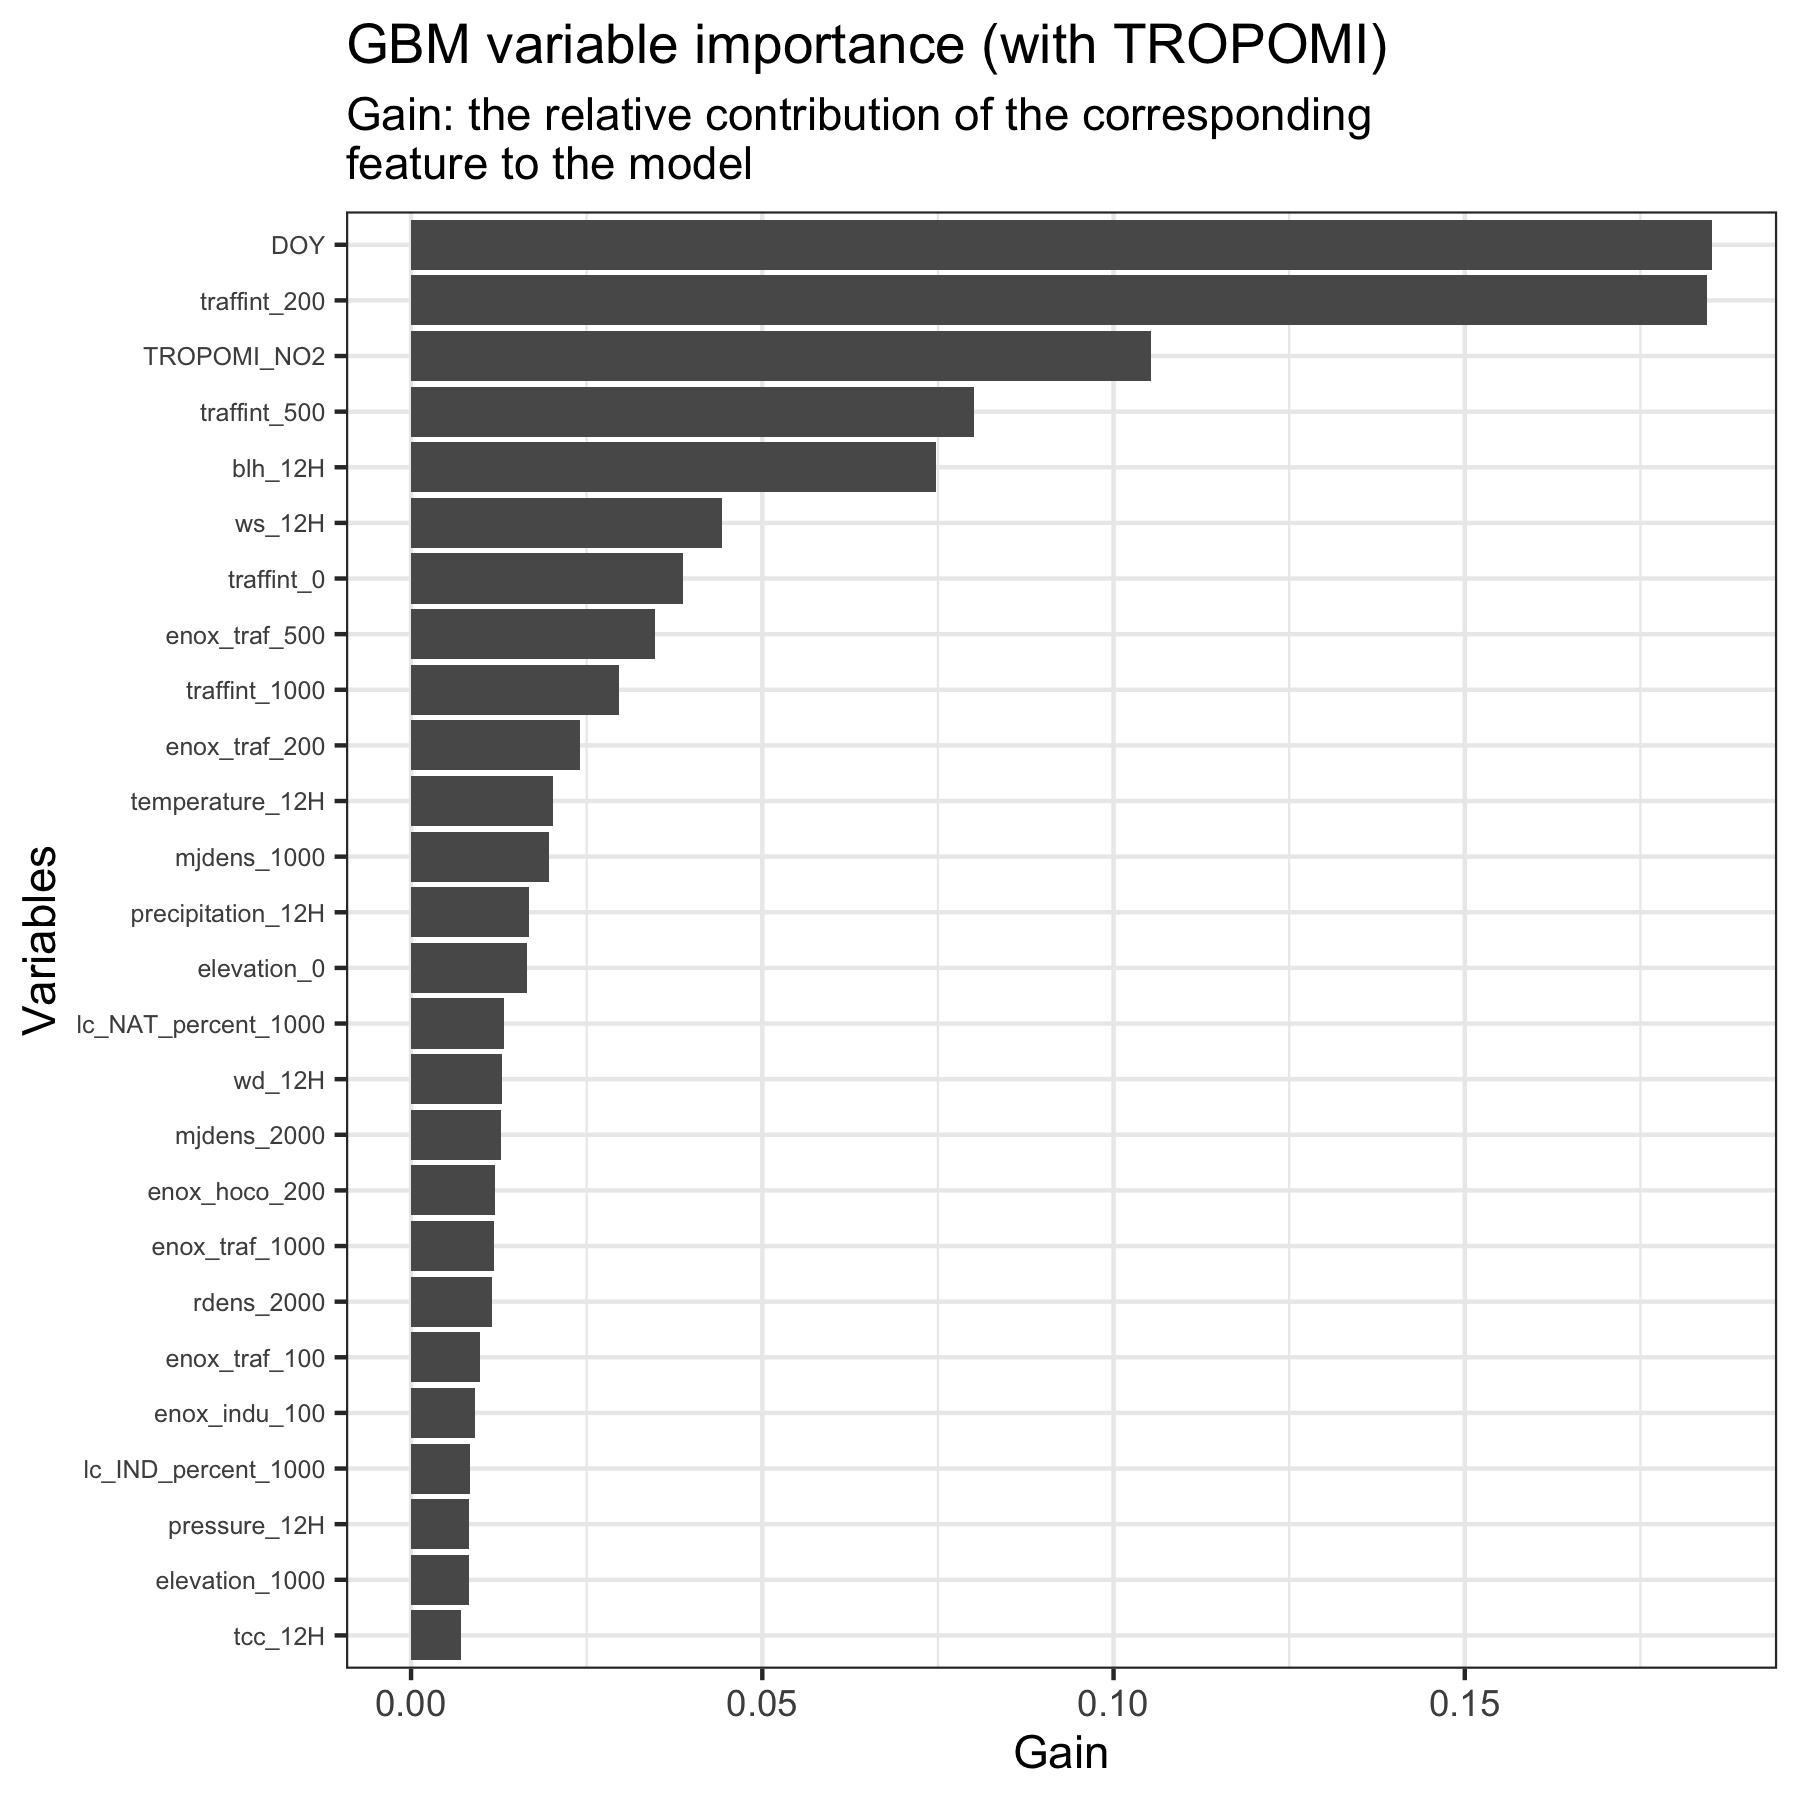 GBM variable importance (with TROPOMI)
Gain: the relative contribution of the corresponding
feature to the model
Variables
DOY
traffint_200
TROPOMI_NO2
traffint_500
blh_12H
ws_12H
traffint_0
enox_traf_500
traffint_1000
enox_traf_200
temperature_12H
mjdens_1000
precipitation_12H
elevation_0
lc_NAT_percent_1000
wd_12H
mjdens_2000
enox_hoco_200
enox_traf_1000
rdens_2000
enox_traf_100
enox_indu_100
lc_IND_percent_1000
pressure_12H
elevation_1000
tcc_12H
0.00 0.05 0.10 0.15
Gain